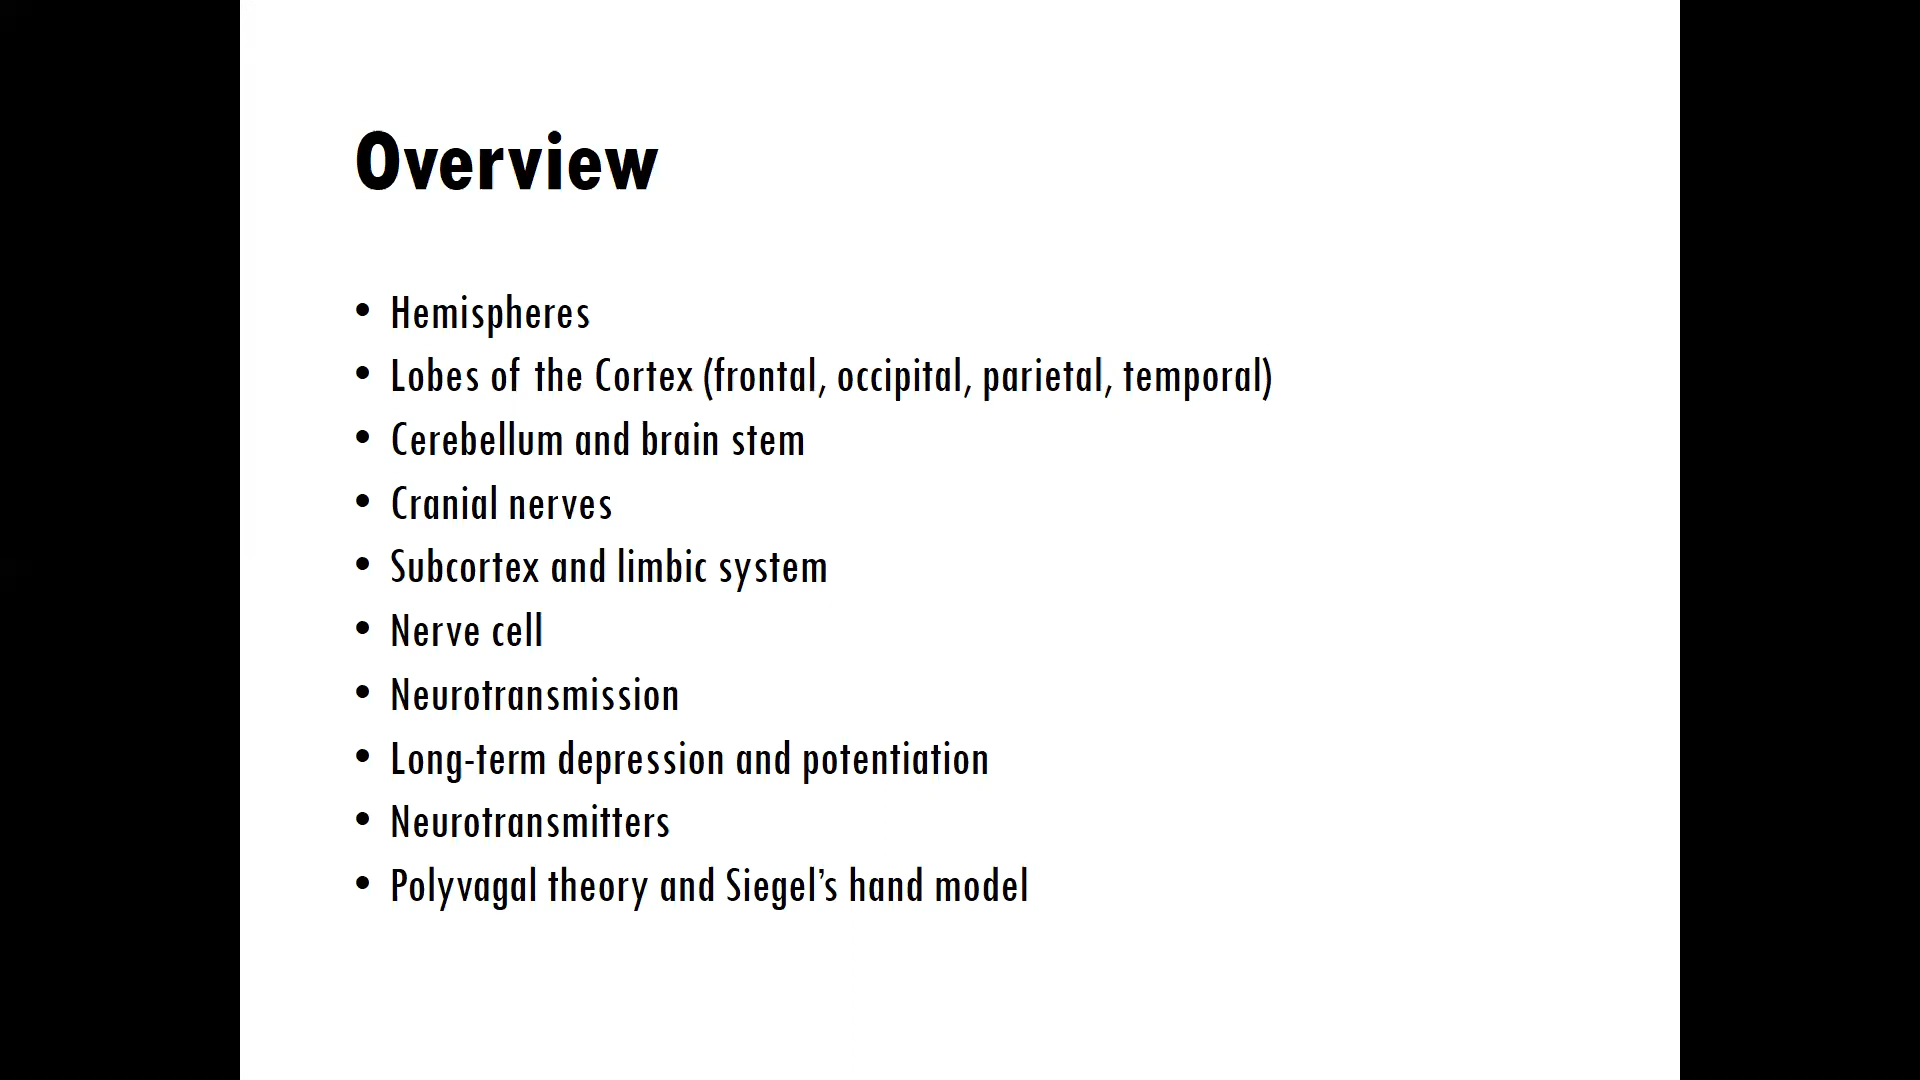 Overview
• Hemispheres
• Lobes of the Cortex (frontal, occipital, parietal, temporal)
• Cerebellum and brain stem
• Cranial nerves
• Subcortex and limbic system
• Nerve cell
• Neurotransmission
• Long-term depression and potentiation
• Neurotransmitters
• Polyvagal theory and Siegel’s hand model